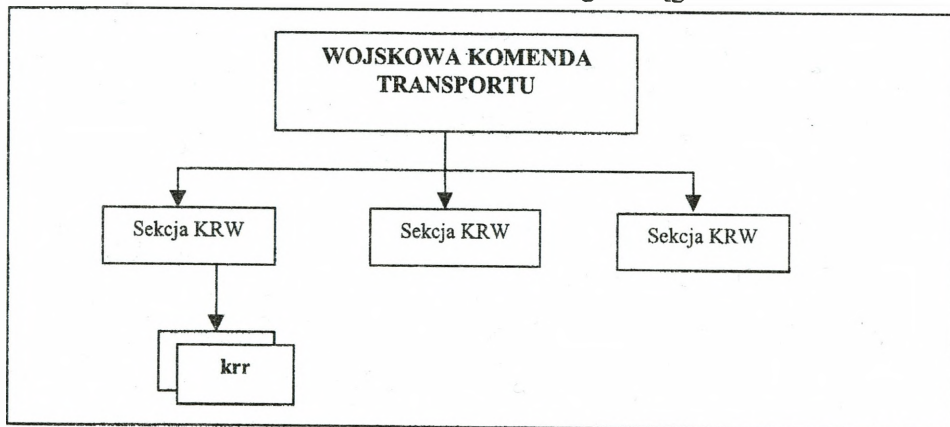 WOJSKOWA KOMENDA
TRANSPORTU
Sekcja KRW
Sekcja KRW
Sekcja KRW
krr